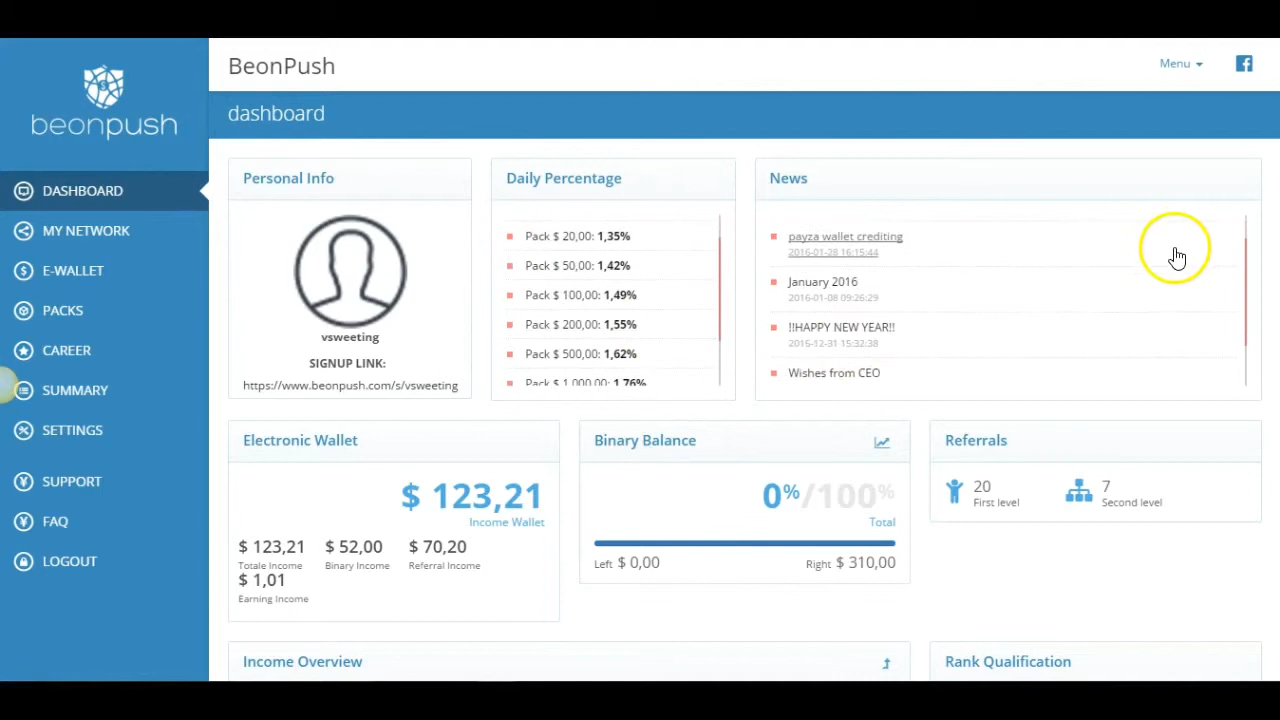 beonpush
DASHBOARD
MY NETWORK
E-WALLET
PACKS
CAREER
SUMMARY
SETTINGS
SUPPORT
FAQ
LOGOUT
BeonPush
Menu
dashboard
Personal Info
vsweeting
SIGNUP LINK:
https://www.beonpush.com/s/vsweeting
Daily Percentage
Pack $ 20,00: 1,35%
Pack $ 50,00: 1,42%
Pack $ 100,00: 1,49%
Pack $ 200,00: 1,55%
Pack $ 500,00: 1,62%
Pack $ 1.000,00: 1,76%
News
payza wallet crediting
2016-01-28 16:15:44
January 2016
2016-01-08 09:26:29
!!HAPPY NEW YEAR!!
2015-12-31 15:32:38
Wishes from CEO
Electronic Wallet
$ 123,21
Income Wallet
$ 123,21 $ 52,00 $ 70,20
Totale Income Binary Income Referral Income
$ 1,01
Earning Income
Binary Balance
0%/100%
Total
Left $ 0,00 Right $ 310,00
Referrals
20 7
First level Second level
Income Overview
Rank Qualification